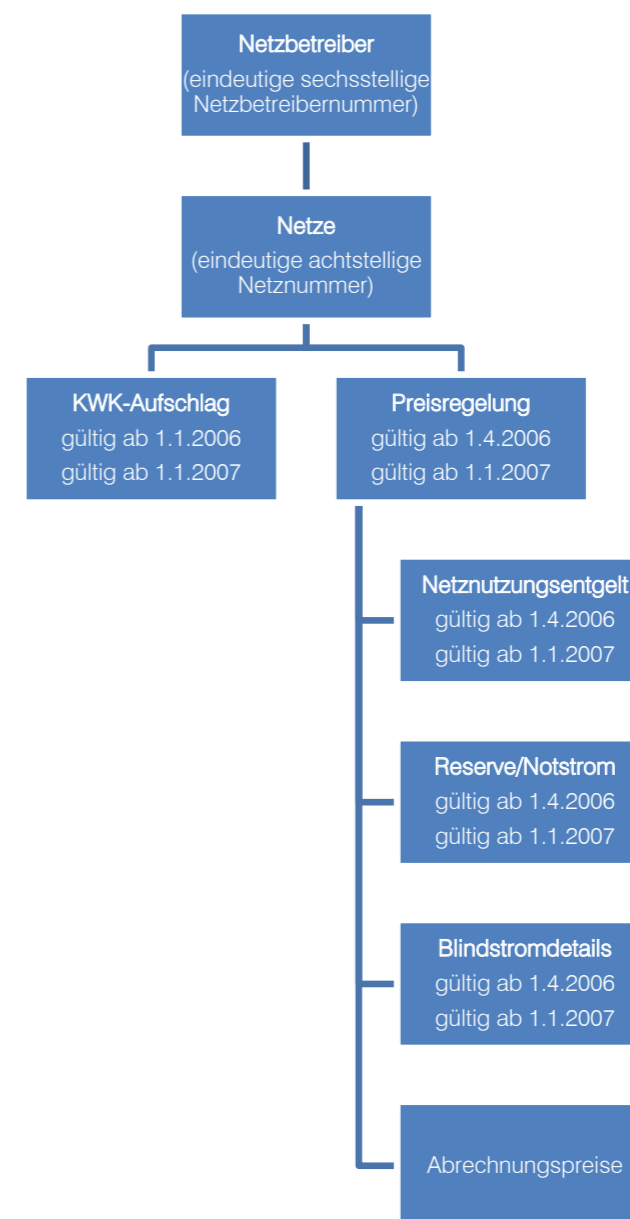 Netzbetreiber
(eindeutige sechsstellige
Netzbetreibernummer)
Netze
(eindeutige achtstellige
Netznummer)
KWK-Aufschlag
gültig ab 1.1.2006
gültig ab 1.1.2007
Preisregelung
gültig ab 1.4.2006
gültig ab 1.1.2007
Netznutzungsentgelt
gültig ab 1.4.2006
gültig ab 1.1.2007
Reserve/Notstrom
gültig ab 1.4.2006
gültig ab 1.1.2007
Blindstromdetails
gültig ab 1.4.2006
gültig ab 1.1.2007
Abrechnungspreise